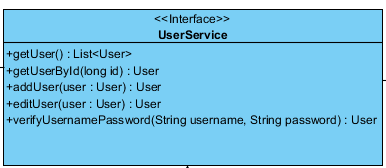 <<Interface>>
UserService
+getUser() : List<User>
+getUserById(long id) : User
+addUser(user : User) : User
+editUser(user : User) : User
+verifyUsernamePassword(String username, String password) : User